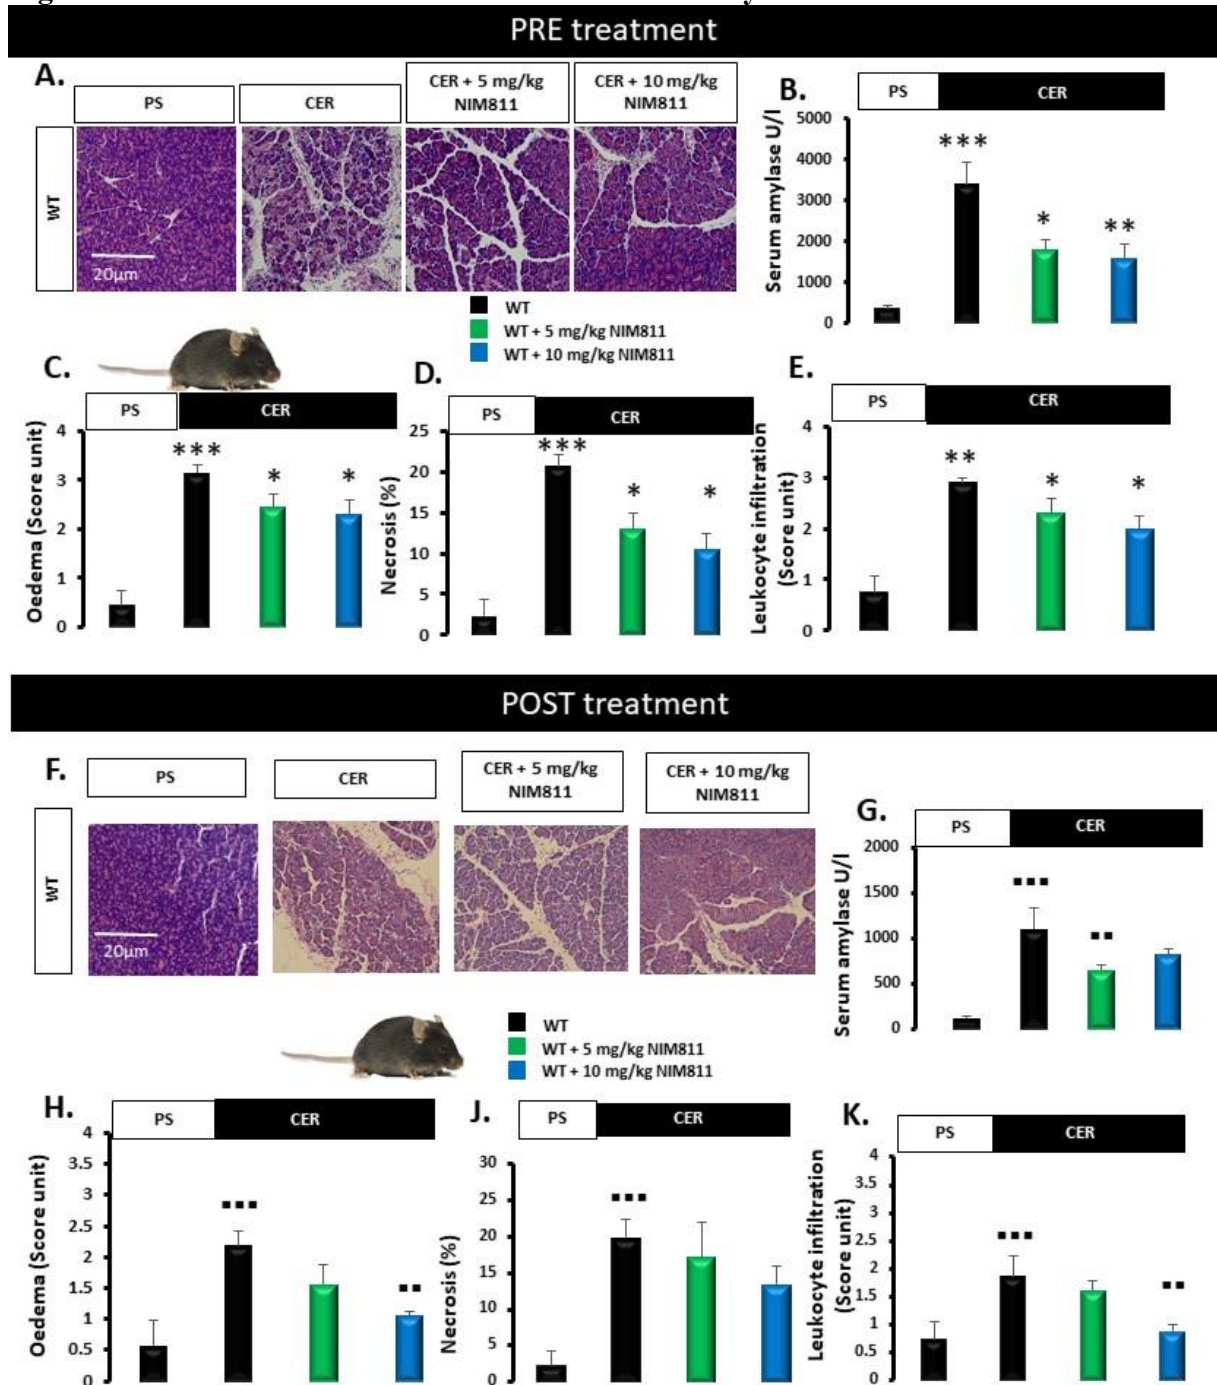 PRE treatment
A.
PS
CER
CER + 5 mg/kg
NIM811
CER + 10 mg/kg
NIM811
WT
20µm
B.
PS
CER
Serum amylase U/l
5000
4000
3000
2000
1000
0
***
*
**
WT
WT + 5 mg/kg NIM811
WT + 10 mg/kg NIM811
C.
PS
CER
Oedema (Score unit)
4
3
2
1
0
***
*
*
D.
PS
CER
Necrosis (%)
25
20
15
10
5
0
***
*
*
E.
PS
CER
Leukocyte infiltration
(Score unit)
4
3
2
1
0
**
*
*
POST treatment
F.
PS
CER
CER + 5 mg/kg
NIM811
CER + 10 mg/kg
NIM811
WT
20µm
G.
PS
CER
Serum amylase U/l
2000
1500
1000
500
0
▪▪▪
▪▪
WT
WT + 5 mg/kg NIM811
WT + 10 mg/kg NIM811
H.
PS
CER
Oedema (Score unit)
4
3.5
3
2.5
2
1.5
1
0.5
0
▪▪▪
▪▪
J.
PS
CER
Necrosis (%)
30
25
20
15
10
5
0
▪▪▪
K.
PS
CER
Leukocyte infiltration
(Score unit)
4
3.5
3
2.5
2
1.5
1
0.5
0
▪▪▪
▪▪